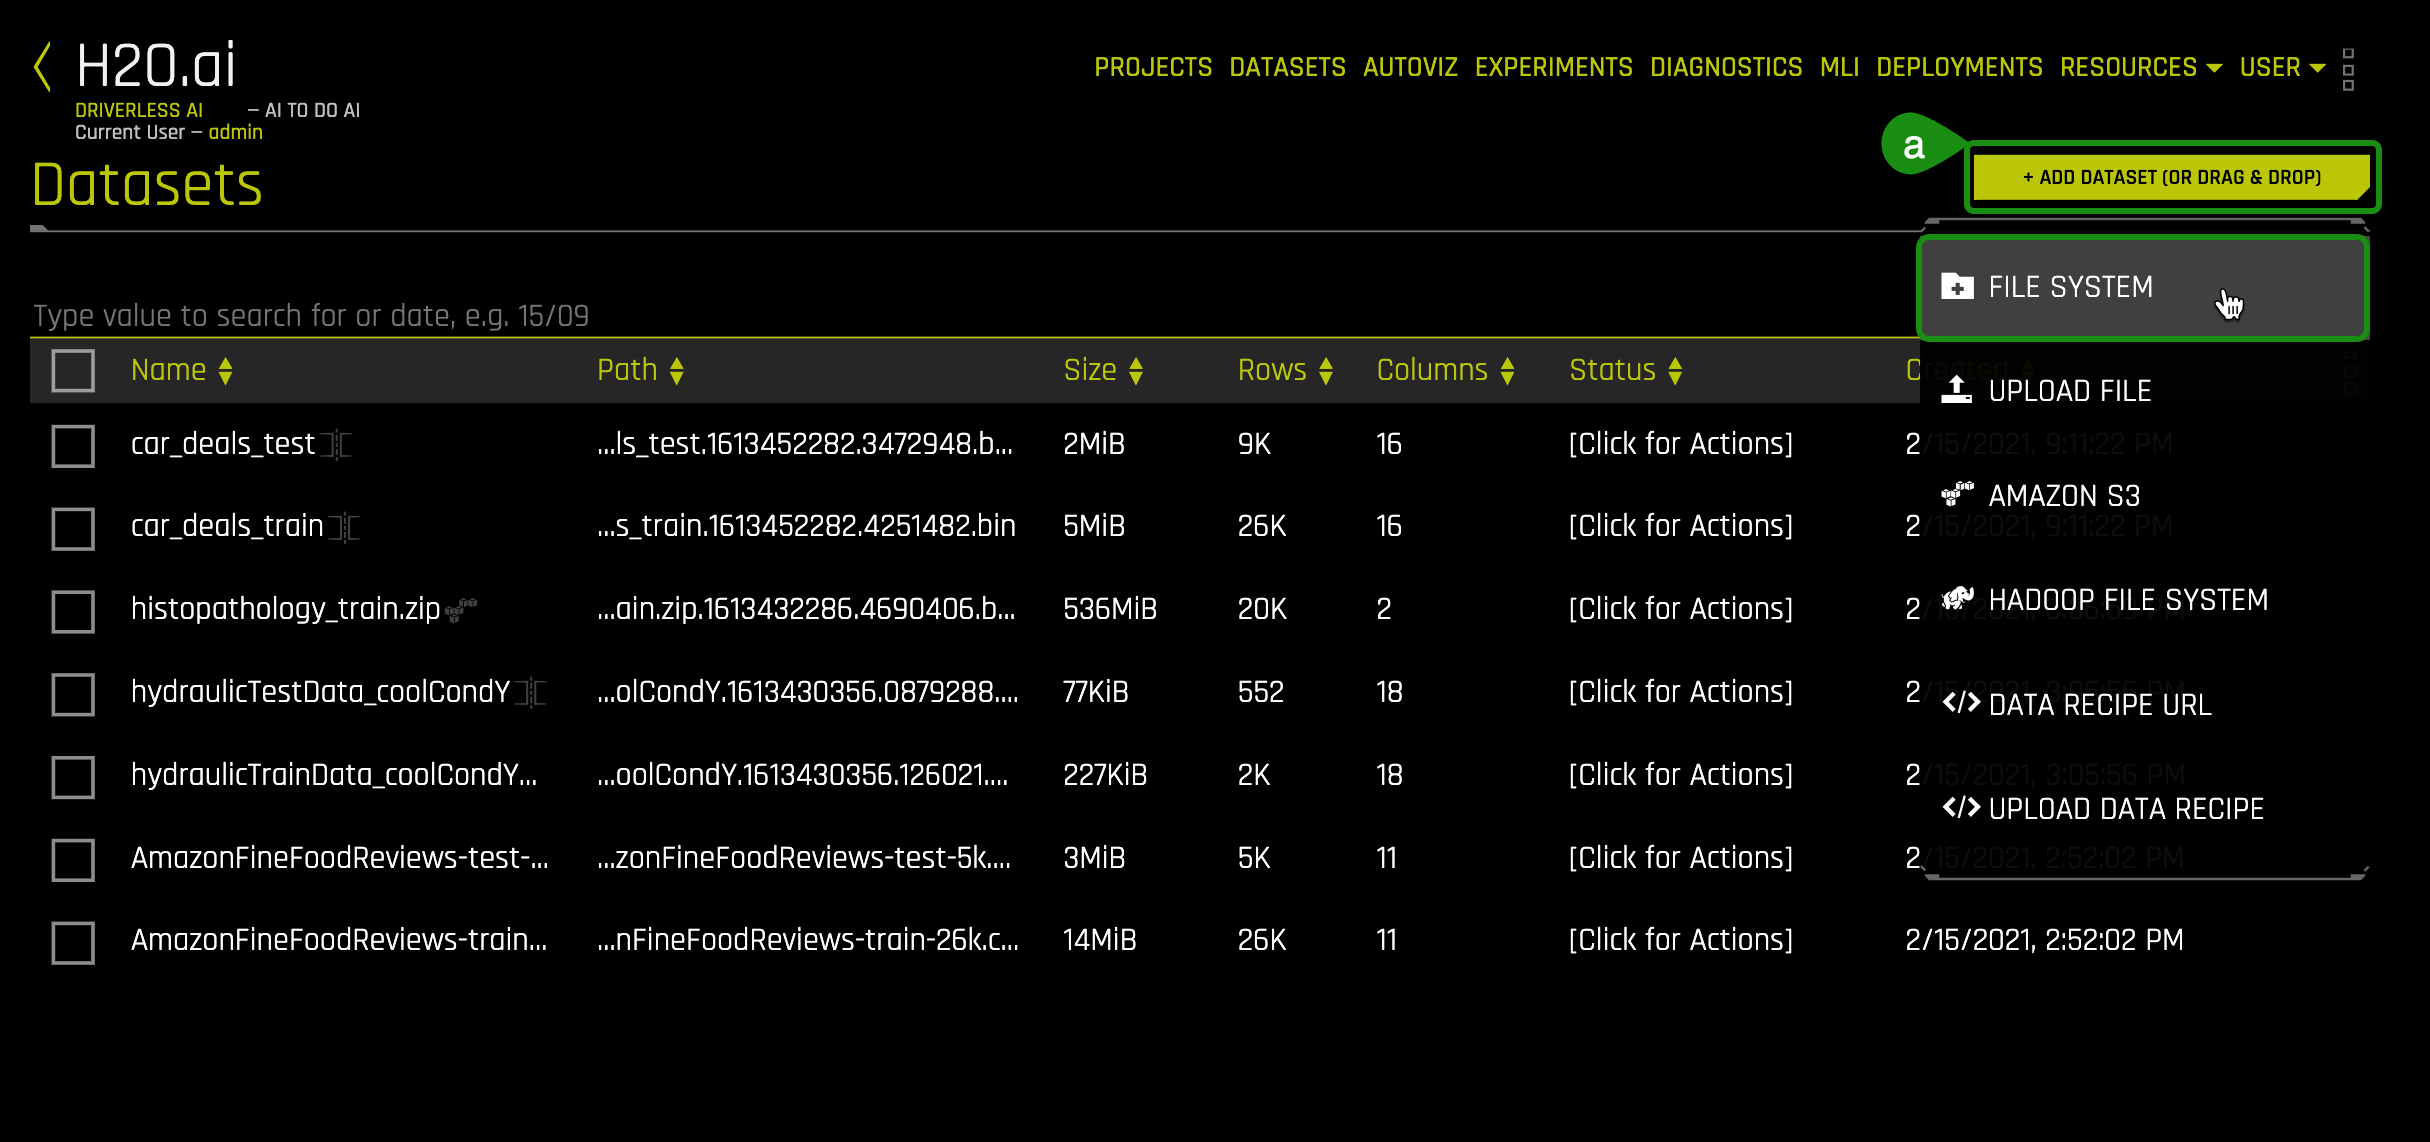 H2O.ai
DRIVERLESS AI — AI TO DO AI
Current User — admin
PROJECTS DATASETS AUTOVIZ EXPERIMENTS DIAGNOSTICS MLI DEPLOYMENTS RESOURCES USER
a
Datasets
+ ADD DATASET (OR DRAG & DROP)
FILE SYSTEM
UPLOAD FILE
AMAZON S3
HADOOP FILE SYSTEM
DATA RECIPE URL
UPLOAD DATA RECIPE
Type value to search for or date, e.g. 15/09
Name Path Size Rows Columns Status Created
car_deals_test ...ls_test.1613452282.3472948.b... 2MiB 9K 16 [Click for Actions] 2/15/2021, 9:11:22 PM
car_deals_train ...s_train.1613452282.4251482.bin 5MiB 26K 16 [Click for Actions] 2/15/2021, 9:11:22 PM
histopathology_train.zip ...ain.zip.1613432286.4690406.b... 536MiB 20K 2 [Click for Actions]
hydraulicTestData_coolCondY ...olCondY.1613430356.0879288.... 77KiB 552 18 [Click for Actions] 2/15/2021, 3:05:56 PM
hydraulicTrainData_coolCondY... ...oolCondY.1613430356.126021.... 227KiB 2K 18 [Click for Actions] 2/15/2021, 3:05:56 PM
AmazonFineFoodReviews-test-... ...zonFineFoodReviews-test-5k.... 3MiB 5K 11 [Click for Actions] 2/15/2021, 2:52:02 PM
AmazonFineFoodReviews-train... ...nFineFoodReviews-train-26k.c... 14MiB 26K 11 [Click for Actions] 2/15/2021, 2:52:02 PM